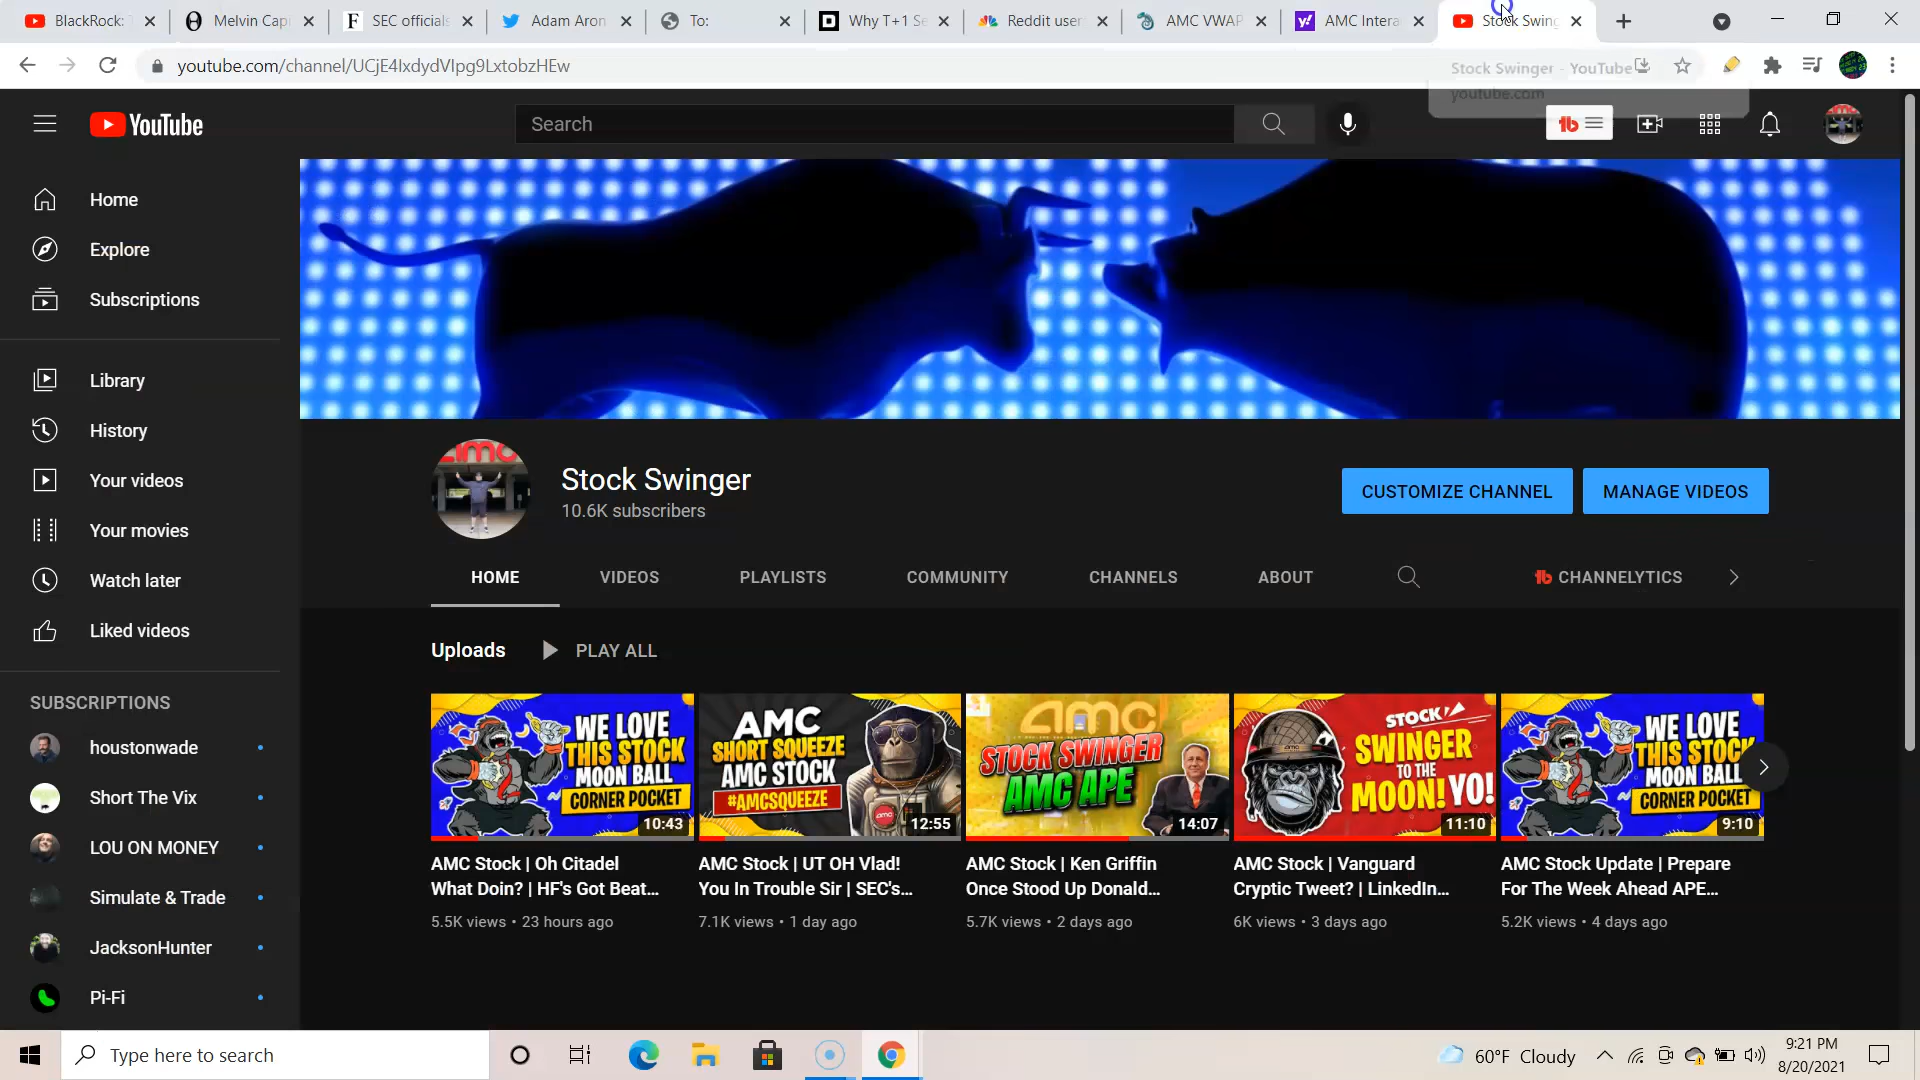 BlackRock: T
Melvin Cap
SEC officials
Adam Aron
To:
Why T+1 Se
Reddit user
AMC VWAP
AMC Intera
Stock Swing
youtube.com/channel/UCjE4IxdydVIpg9LxtobzHEw
Stock Swinger - YouTube
youtube.com
YouTube
Search
Home
Explore
Subscriptions
Library
History
Your videos
Your movies
Watch later
Liked videos
SUBSCRIPTIONS
houstonwade
Short The Vix
LOU ON MONEY
Simulate & Trade
JacksonHunter
Pi-Fi
Stock Swinger
10.6K subscribers
CUSTOMIZE CHANNEL
MANAGE VIDEOS
HOME
VIDEOS
PLAYLISTS
COMMUNITY
CHANNELS
ABOUT
CHANNELYTICS
Uploads
PLAY ALL
WE LOVE
THIS STOCK
MOON BALL
CORNER POCKET
10:43
AMC Stock | Oh Citadel
What Doin? | HF's Got Beat...
5.5K views • 23 hours ago
AMC
SHORT SQUEEZE
AMC STOCK
#AMCSQUEEZE
12:55
AMC Stock | UT OH Vlad!
You In Trouble Sir | SEC's...
7.1K views • 1 day ago
amc
STOCK SWINGER
AMC APE
14:07
AMC Stock | Ken Griffin
Once Stood Up Donald...
5.7K views • 2 days ago
STOCK
SWINGER
TO THE
MOON! YO!
11:10
AMC Stock | Vanguard
Cryptic Tweet? | LinkedIn...
6K views • 3 days ago
WE LOVE
THIS STOCK
MOON BALL
CORNER POCKET
9:10
AMC Stock Update | Prepare
For The Week Ahead APE...
5.2K views • 4 days ago
Type here to search
60°F Cloudy
9:21 PM
8/20/2021